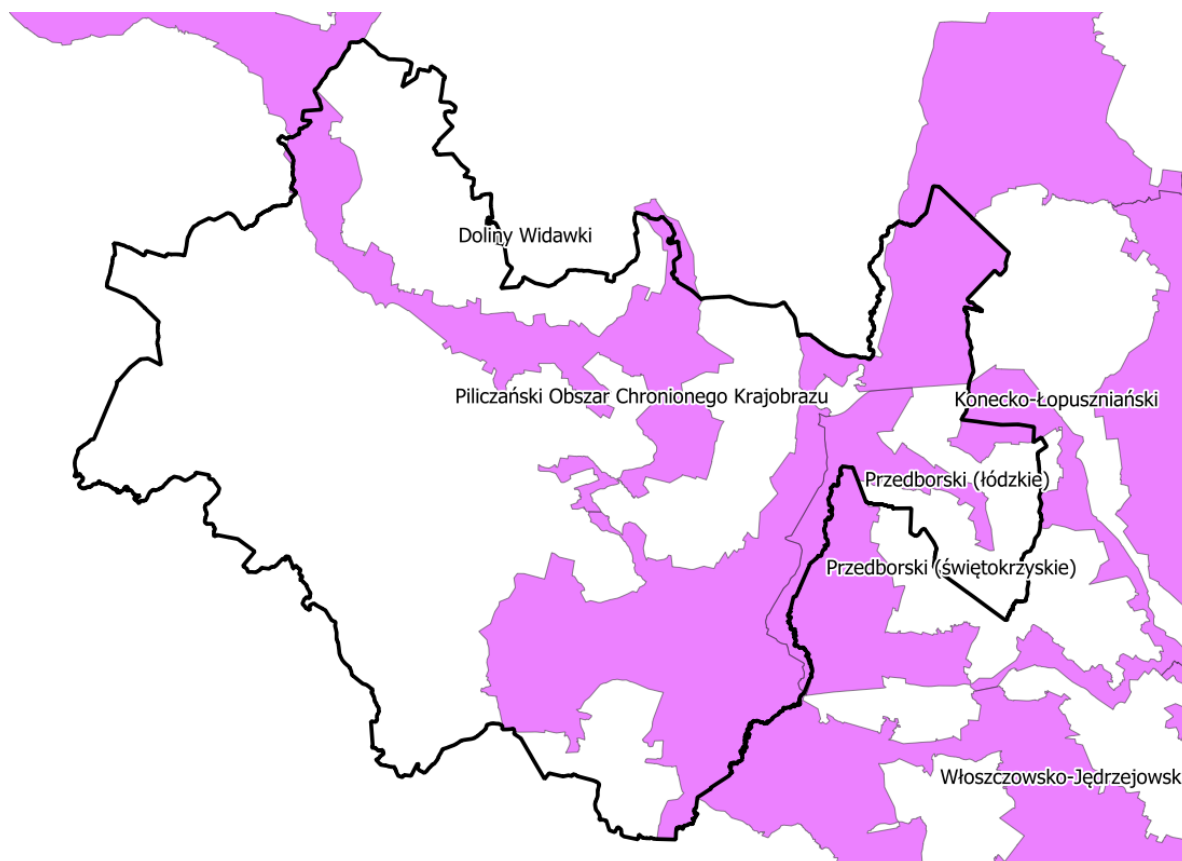 Doliny Widawki
Piliczański Obszar Chronionego Krajobrazu
Konecko-Łopuszniański
Przedborski (łódzkie)
Przedborski (świętokrzyskie)
Włoszczowsko-Jędrzejowsk